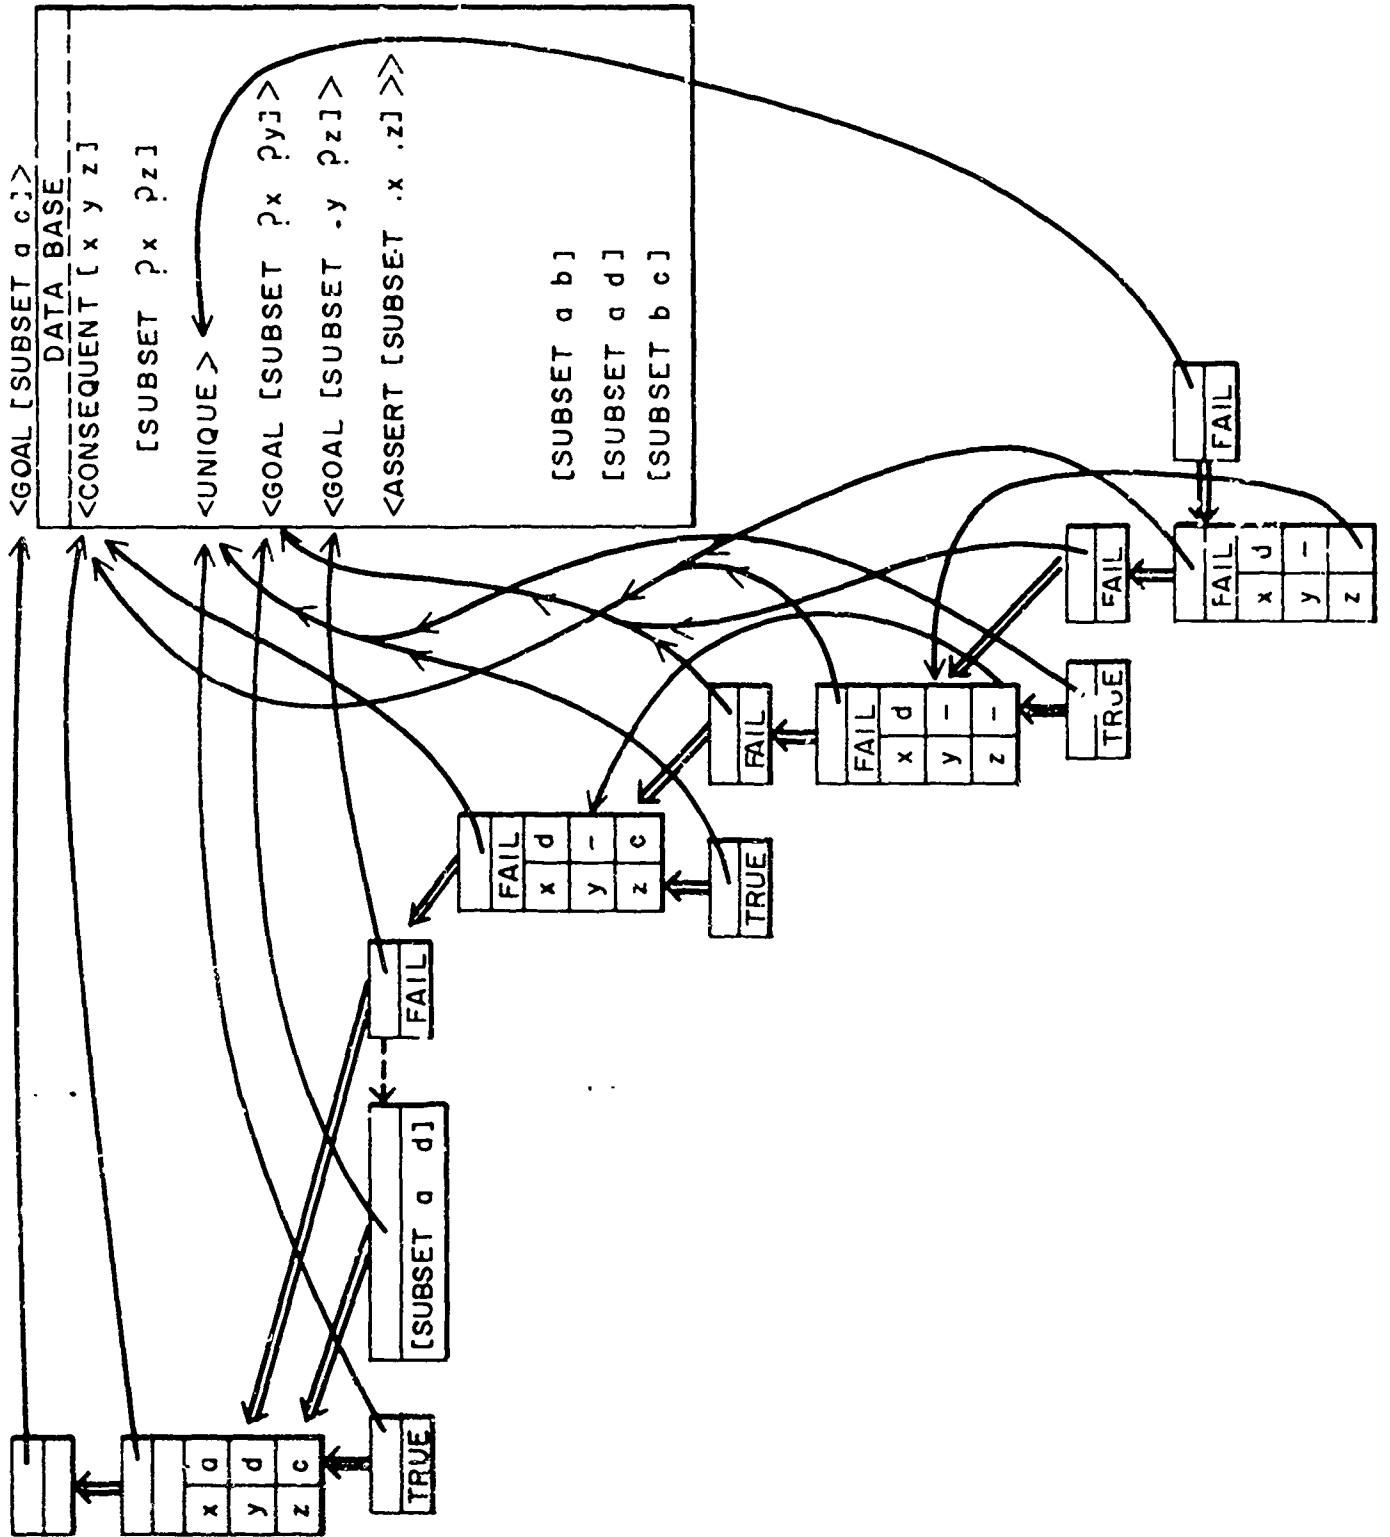 <GOAL [SUBSET a c]>
DATA BASE
<CONSEQUENT [x y z]
[SUBSET ?x ?z]
<UNIQUE>
<GOAL [SUBSET ?x ?y]>
<GOAL [SUBSET .y ?z]>
<ASSERT [SUBSET .x .z]>>
[SUBSET a b]
[SUBSET a d]
[SUBSET b c]
x a
y d
z c
TRUE
[SUBSET a d]
FAIL
FAIL
x d
y –
z c
TRUE
FAIL
FAIL
x d
y –
z –
TRUE
FAIL
FAIL
x d
y –
z
FAIL